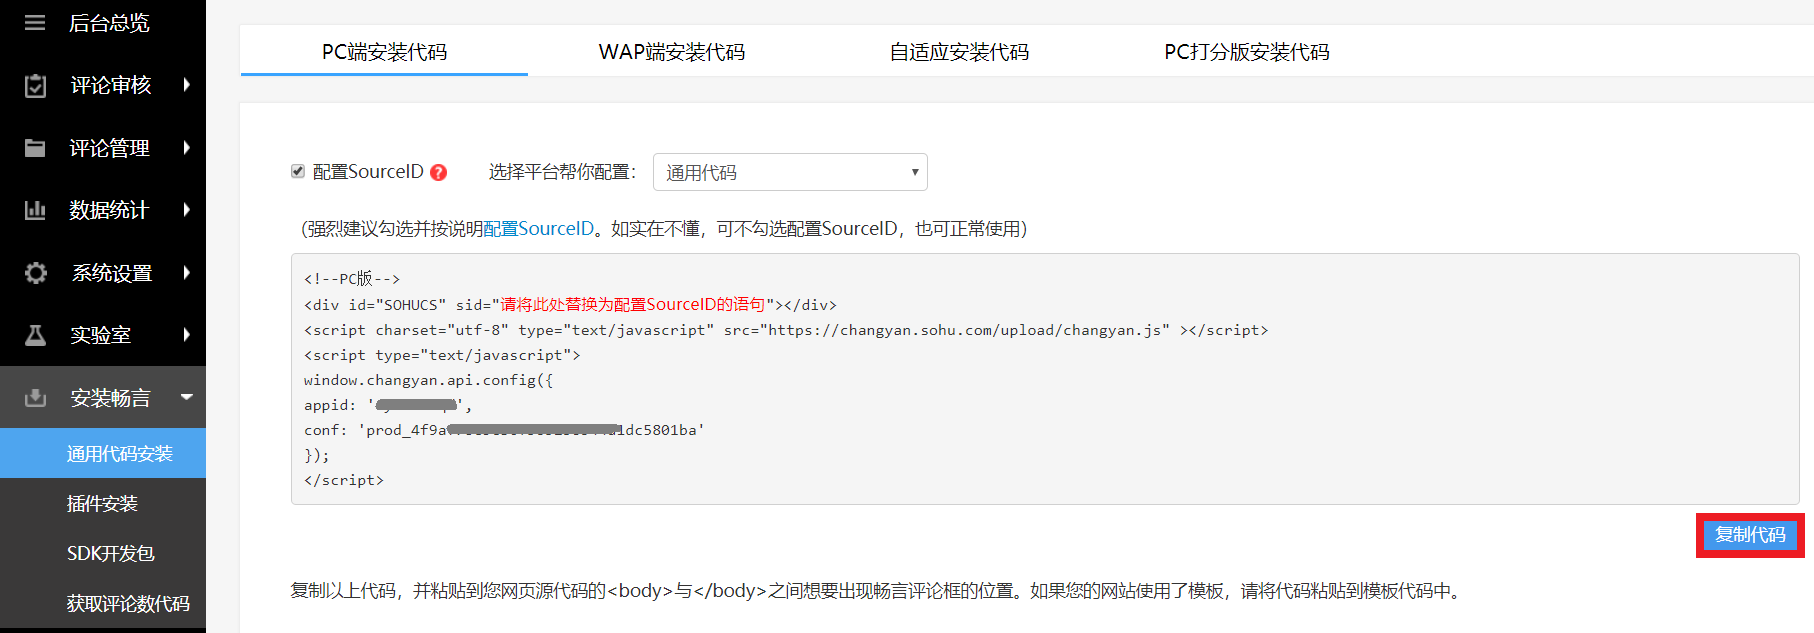 后台总览
评论审核
评论管理
数据统计
系统设置
实验室
安装畅言
通用代码安装
插件安装
SDK开发包
获取评论数代码
PC端安装代码
WAP端安装代码
自适应安装代码
PC打分版安装代码
配置SourceID ?
选择平台帮你配置：
通用代码
（强烈建议勾选并按说明配置SourceID。如实在不懂，可不勾选配置SourceID，也可正常使用）
<!--PC版-->
<div id="SOHUCS" sid="请将此处替换为配置SourceID的语句"></div>
<script charset="utf-8" type="text/javascript" src="https://changyan.sohu.com/upload/changyan.js" ></script>
<script type="text/javascript">
window.changyan.api.config({
appid: '',
conf: 'prod_4f9a1dc5801ba'
});
</script>
复制代码
复制以上代码，并粘贴到您网页源代码的<body>与</body>之间想要出现畅言评论框的位置。如果您的网站使用了模板，请将代码粘贴到模板代码中。